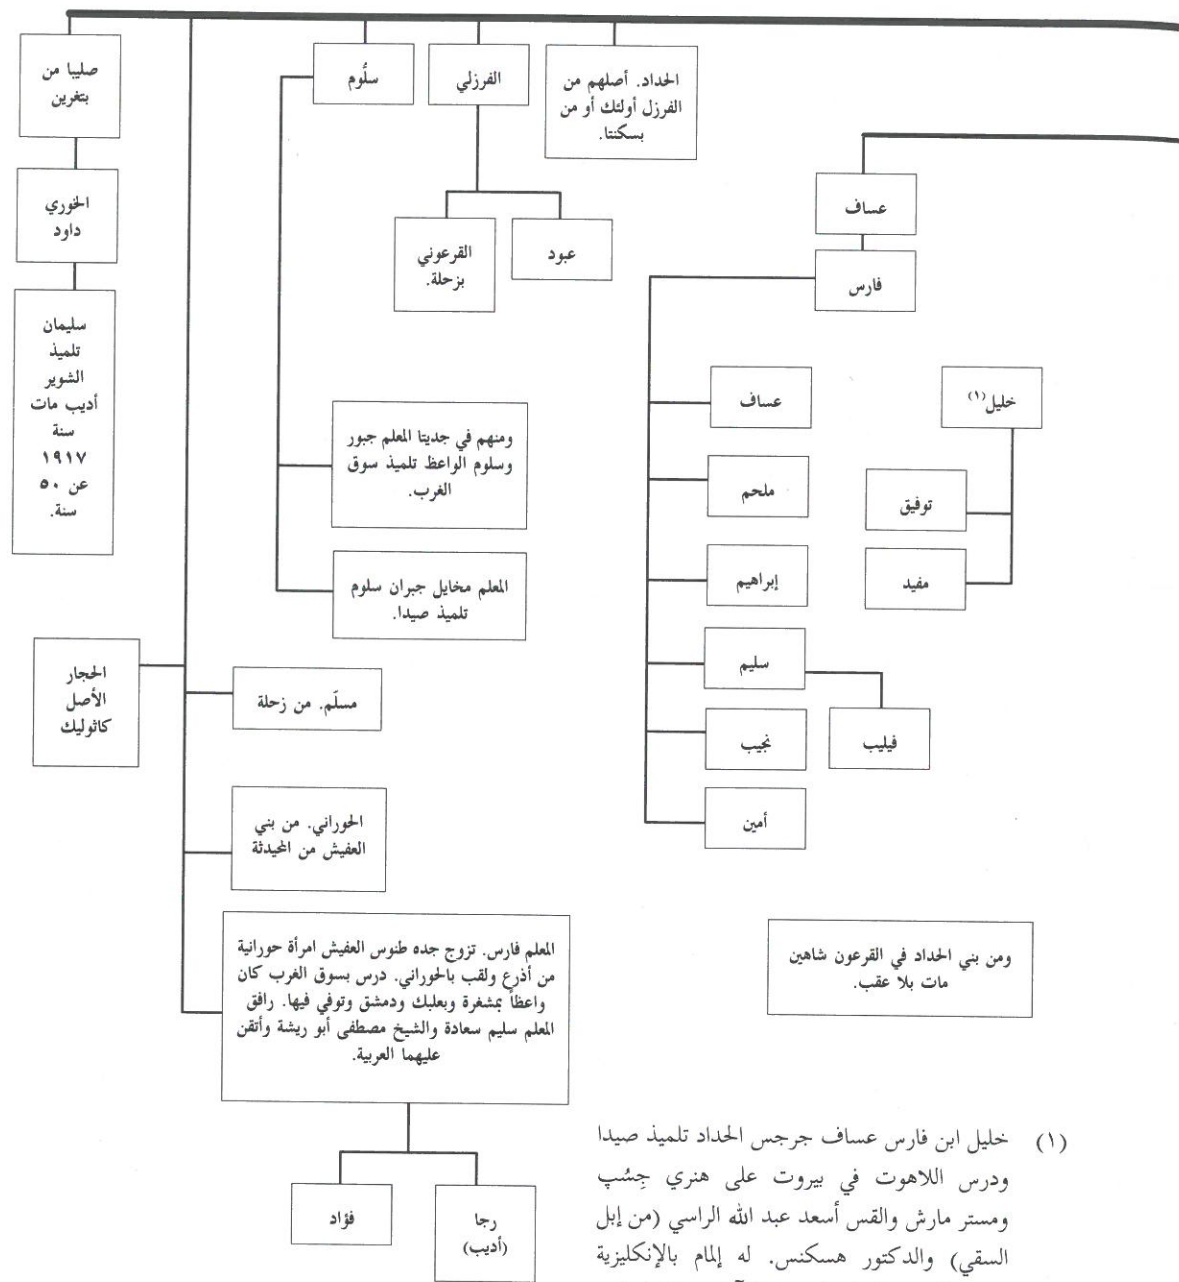 الحداد. أصلهم من
الفرزل أولئك أو من
بسكنتا.
الفرزلي
عبود
القرعوني
بزحلة.
سلُّوم
ومنهم في جديتا المعلم جبور
وسلوم الواعظ تلميذ سوق
الغرب.
المعلم مخايل جبران سلوم
تلميذ صيدا.
صليبا من
بتغرين
الخوري
داود
سليمان
تلميذ
الشوير
أديب مات
سنة
١٩١٧
عن ٥٠
سنة.
عساف
فارس
خليل(١)
توفيق
مفيد
عساف
ملحم
إبراهيم
سليم
فيليب
نجيب
أمين
الحجار
الأصل
كاثوليك
مسلّم. من زحلة
الحوراني. من بني
العفيش من المحيدثة
المعلم فارس. تزوج جده طنوس العفيش امرأة حورانية
من أذرع ولقب بالحوراني. درس بسوق الغرب كان
واعظاً بمشغرة وبعلبك ودمشق وتوفي فيها. رافق
المعلم سليم سعادة والشيخ مصطفى أبو ريشة وأتقن
عليهما العربية.
رجا
(أديب)
فؤاد
ومن بني الحداد في القرعون شاهين
مات بلا عقب.
(١) خليل ابن فارس عساف جرجس الحداد تلميذ صيدا
ودرس اللاهوت في بيروت على هنري جِسُپ
ومستر مارش والقس أسعد عبد الله الراسي (من إبل
السقي) والدكتور هسكنس. له إلمام بالإنكليزية